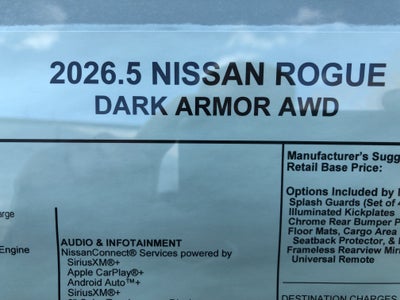 2026.5 NISSAN ROGUE
DARK ARMOR AWD
Manufacturer's Sugg
Retail Base Price:
Options Included by
Splash Guards (Set of 4
Illuminated Kickplates
Chrome Rear Bumper P
Floor Mats, Cargo Area
Seatback Protector, &
Frameless Rearview Mir
Universal Remote
DESTINATION CHARGES
arge
Engine
AUDIO & INFOTAINMENT
NissanConnect® Services powered by
SiriusXM®+
Apple CarPlay®+
Android Auto™+
SiriusXM®+